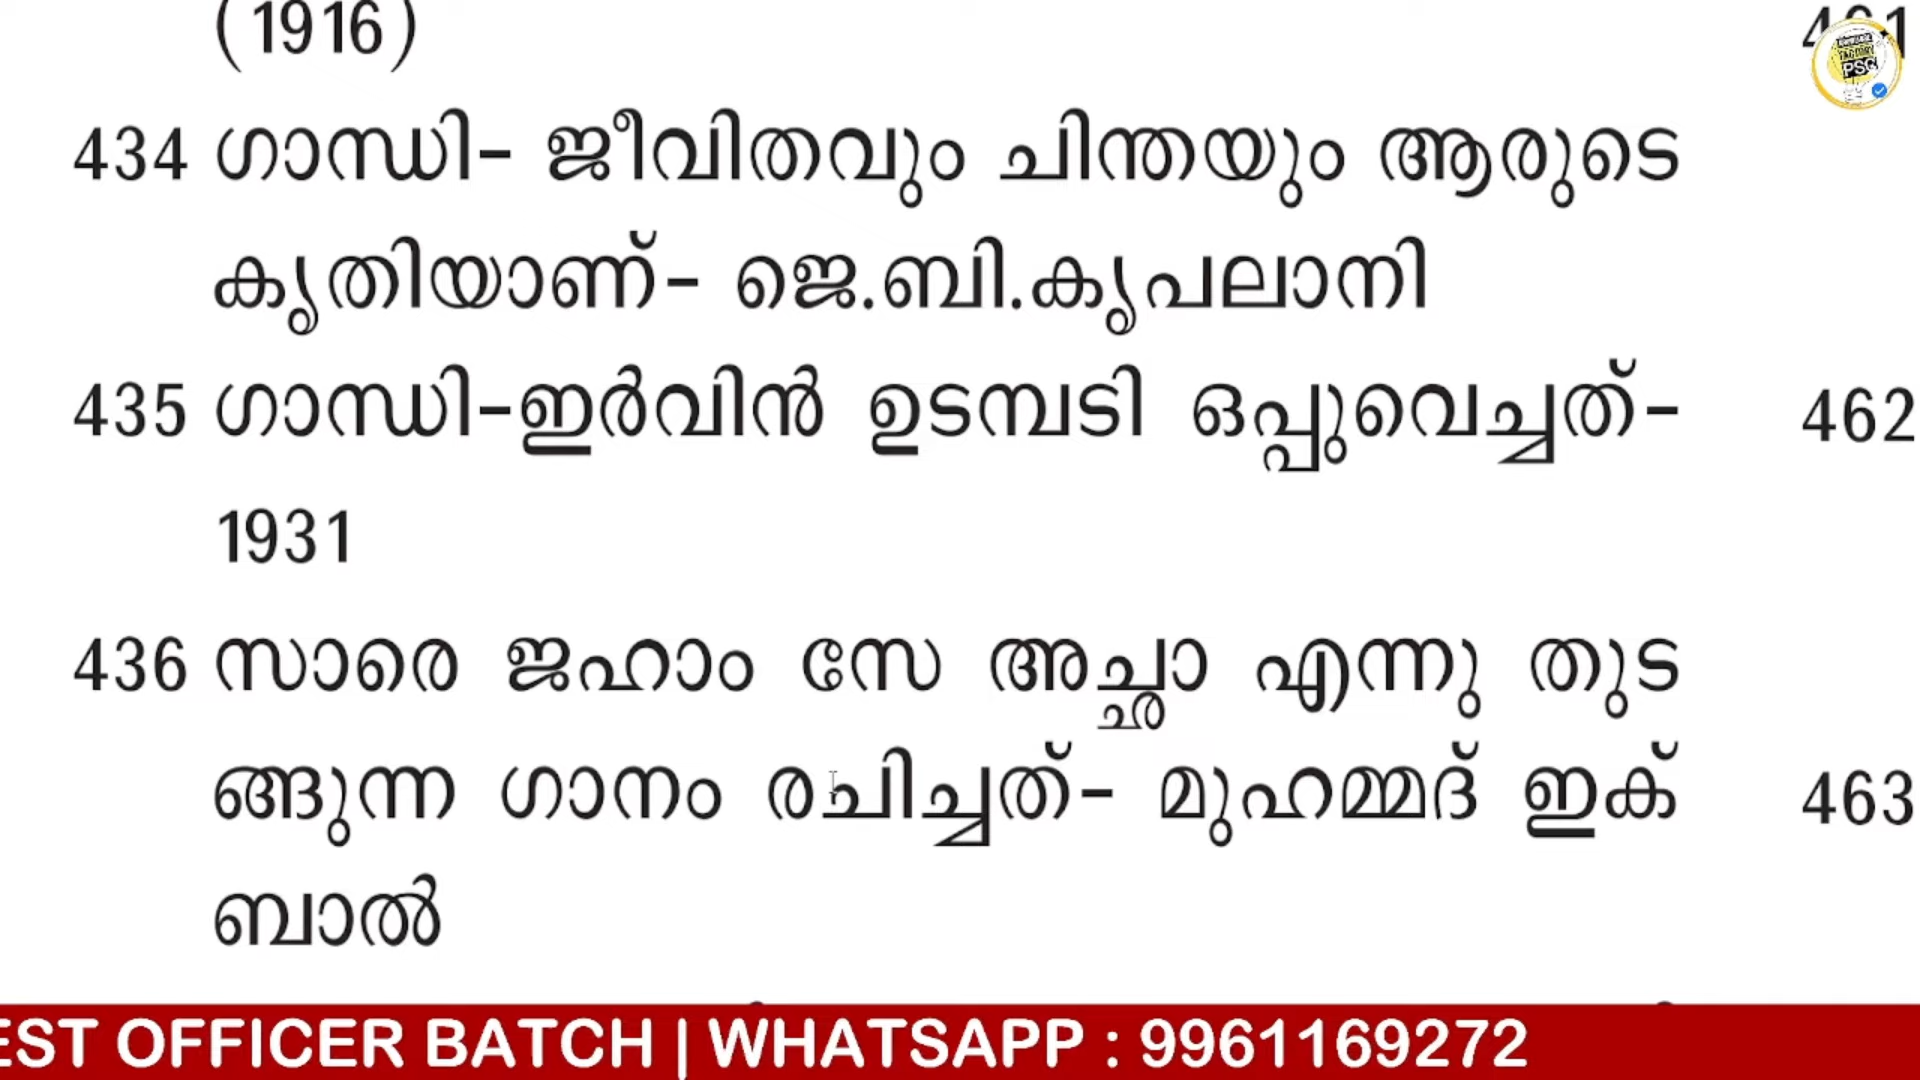 (1916)
434 ഗാന്ധി- ജീവിതവും ചിന്തയും ആരുടെ
കൃതിയാണ്- ജെ.ബി.കൃപലാനി
435 ഗാന്ധി-ഇർവിൻ ഉടമ്പടി ഒപ്പുവെച്ചത്-
462
1931
436 സാരെ ജഹാം സേ അച്ഛാ എന്നു തുട
ങ്ങുന്ന ഗാനം രചിച്ചത്- മുഹമ്മദ് ഇക്
463
ബാൽ
EST OFFICER BATCH | WHATSAPP : 9961169272
PSC